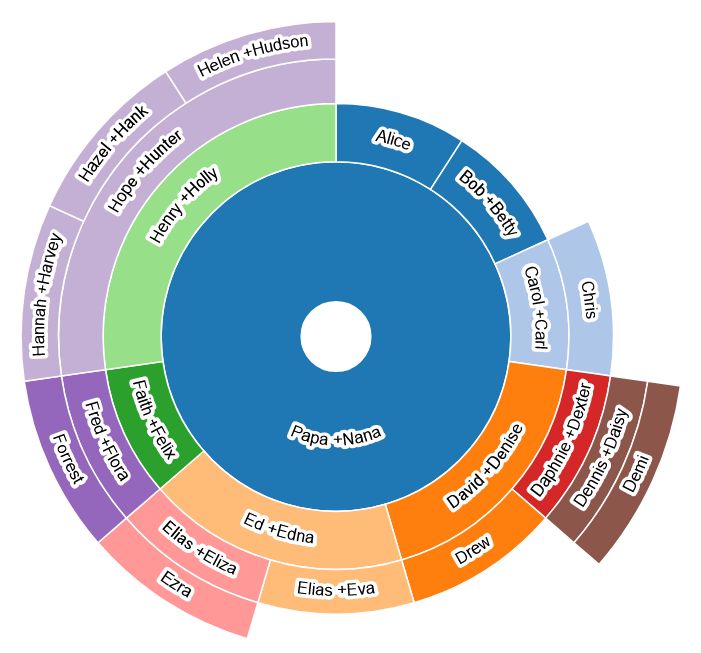 Helen +Hudson
Hazel +Hank
Hope +Hunter
Hannah +Harvey
Henry +Holly
Alice
Bob +Betty
Carol +Carl
Chris
Papa +Nana
Faith +Felix
Fred +Flora
Forrest
David +Denise
Daphnie +Dexter
Dennis +Daisy
Demi
Drew
Ed +Edna
Elias +Eliza
Ezra
Elias +Eva